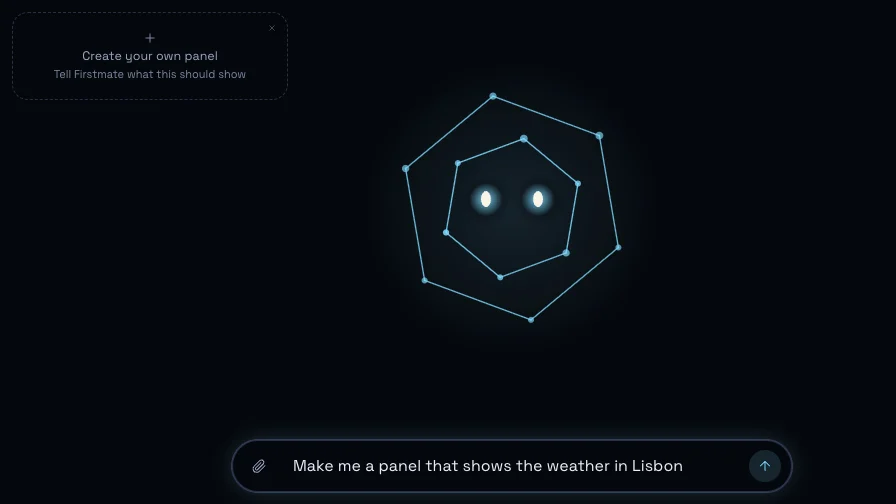 Create your own panel
Tell Firstmate what this should show
Make me a panel that shows the weather in Lisbon